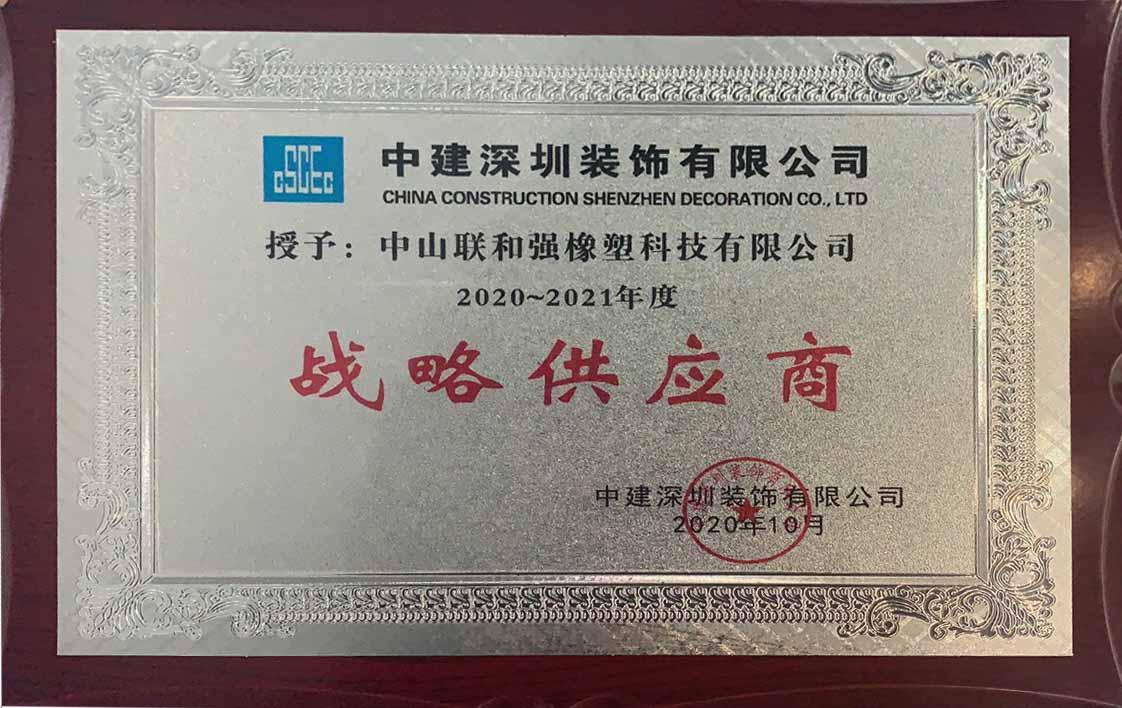 CSCEC
中建深圳装饰有限公司
CHINA CONSTRUCTION SHENZHEN DECORATION CO., LTD
授予：中山联和强橡塑科技有限公司
2020~2021年度
战略供应商
中建深圳装饰有限公司
2020年10月